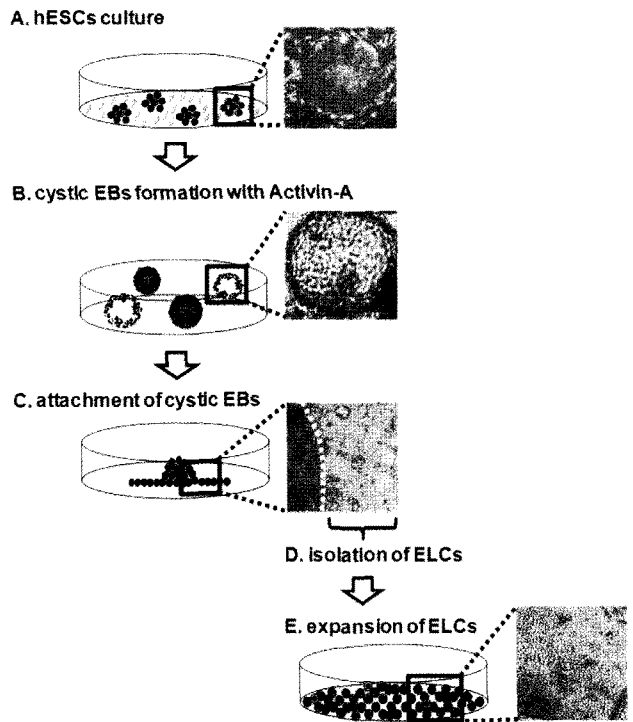 A. hESCs culture
B. cystic EBs formation with Activin-A
C. attachment of cystic EBs
D. isolation of ELCs
E. expansion of ELCs